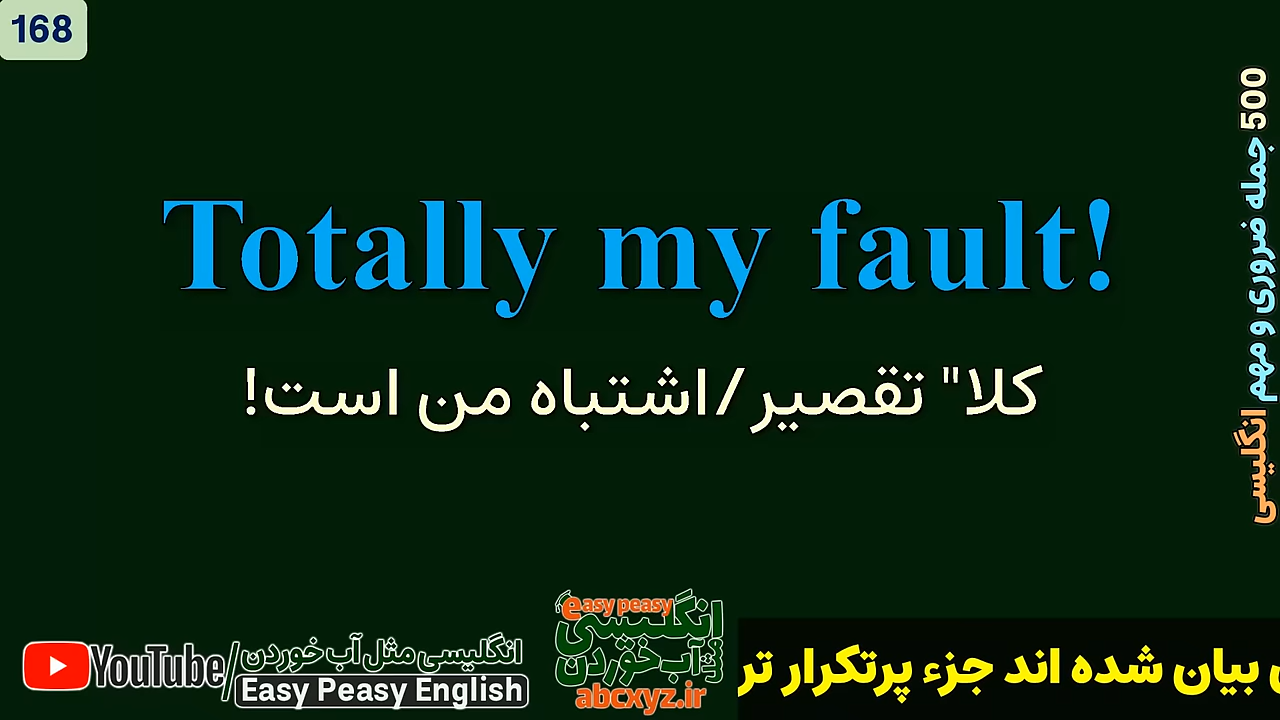 168
Totally my fault!
کلا" تقصیر/اشتباه من است!
500 جمله ضروری و مهم انگلیسی
YouTube/
انگلیسی مثل آب خوردن
Easy Peasy English
easy peasy
انگلیسی
مثل آب خوردن
abcxyz.ir
بیان شده اند جزء پرتکرار تر